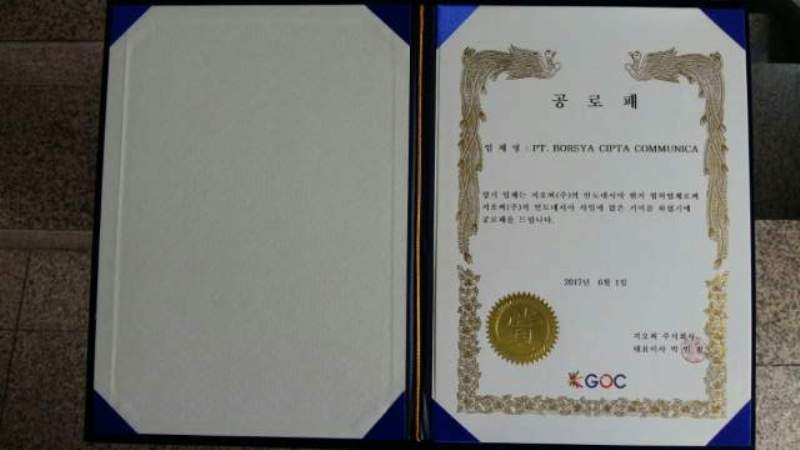 공 로 패
업 체 명 : PT. BORSYA CIPTA COMMUNICA
상기 업체는 지오씨(주)의 인도네시아 현지 협력업체로써
지오씨(주)의 인도네시아 사업에 많은 기여를 하였기에
공로패를 드립니다.
2017년 6월 1일
지오씨 주식회사
대표이사 박
賞
GOC